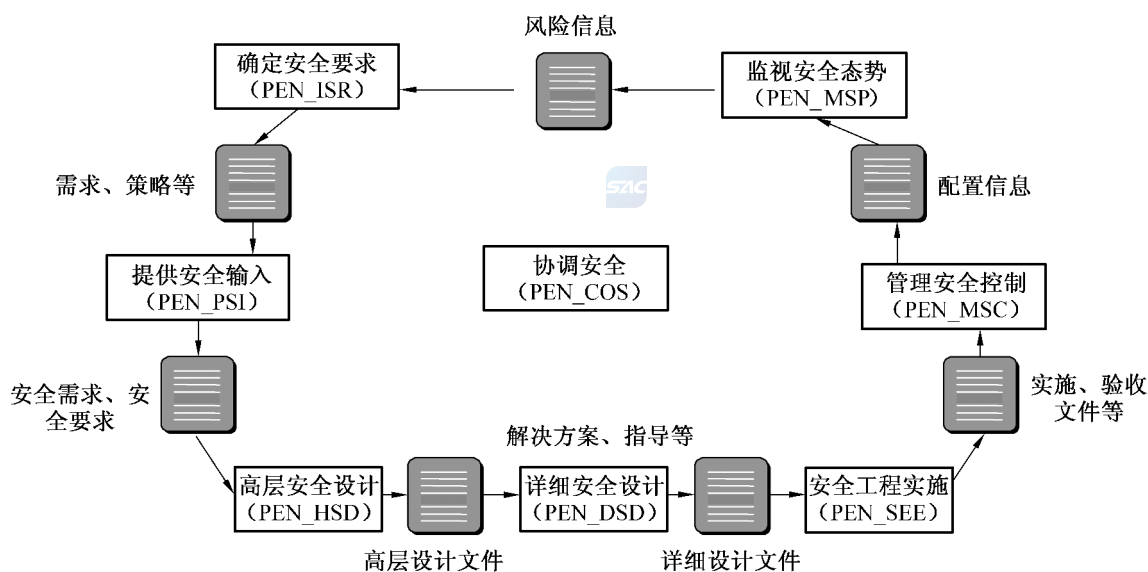 风险信息
确定安全要求
（PEN_ISR）
监视安全态势
（PEN_MSP）
需求、策略等
SAC
配置信息
提供安全输入
（PEN_PSI）
协调安全
（PEN_COS）
管理安全控制
（PEN_MSC）
安全需求、安
全要求
实施、验收
文件等
解决方案、指导等
高层安全设计
（PEN_HSD）
详细安全设计
（PEN_DSD）
安全工程实施
（PEN_SEE）
高层设计文件
详细设计文件